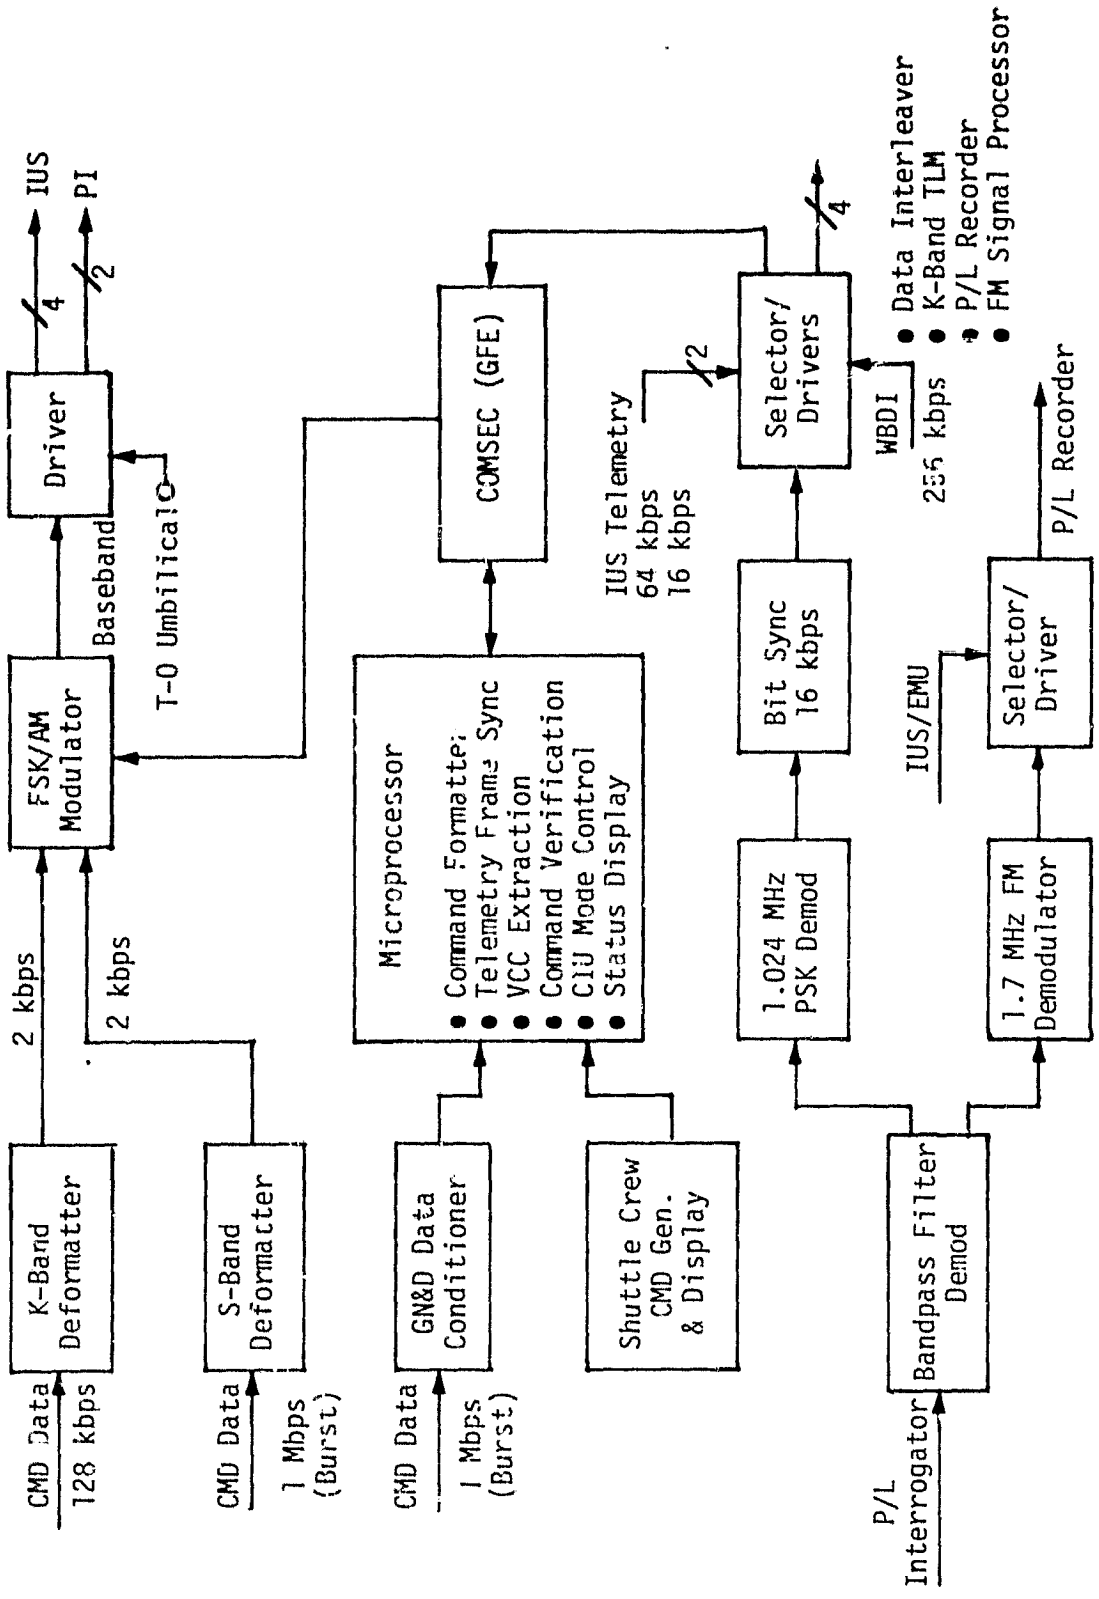 CMD Data
128 kbps
K-Band
Deformatter
2 kbps
FSK/AM
Modulator
Baseband
Driver
4
IUS
2
PI
T-O Umbilical
CMD Data
1 Mbps
(Burst)
S-Band
Deformatter
2 kbps
CMD Data
1 Mbps
(Burst)
GN&D Data
Conditioner
Shuttle Crew
CMD Gen.
& Display
Microprocessor
● Command Formatter
● Telemetry Frame Sync
● VCC Extraction
● Command Verification
● CIU Mode Control
● Status Display
COMSEC (GFE)
IUS Telemetry
64 kbps
16 kbps
2
P/L
Interrogator
Bandpass Filter
Demod
1.024 MHz
PSK Demod
Bit Sync
16 kbps
Selector/
Drivers
4
WBDI
256 kbps
● Data Interleaver
● K-Band TLM
● P/L Recorder
● FM Signal Processor
1.7 MHz FM
Demodulator
IUS/EMU
Selector/
Driver
P/L Recorder